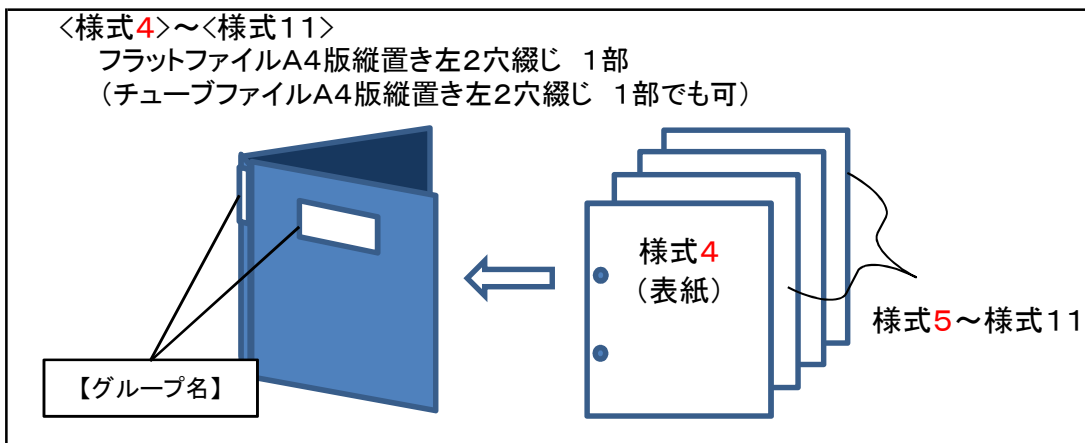 <様式4>～<様式11>
フラットファイルA4版縦置き左2穴綴じ　1部
（チューブファイルA4版縦置き左2穴綴じ　1部でも可）
様式4
（表紙）
様式5～様式11
【グループ名】